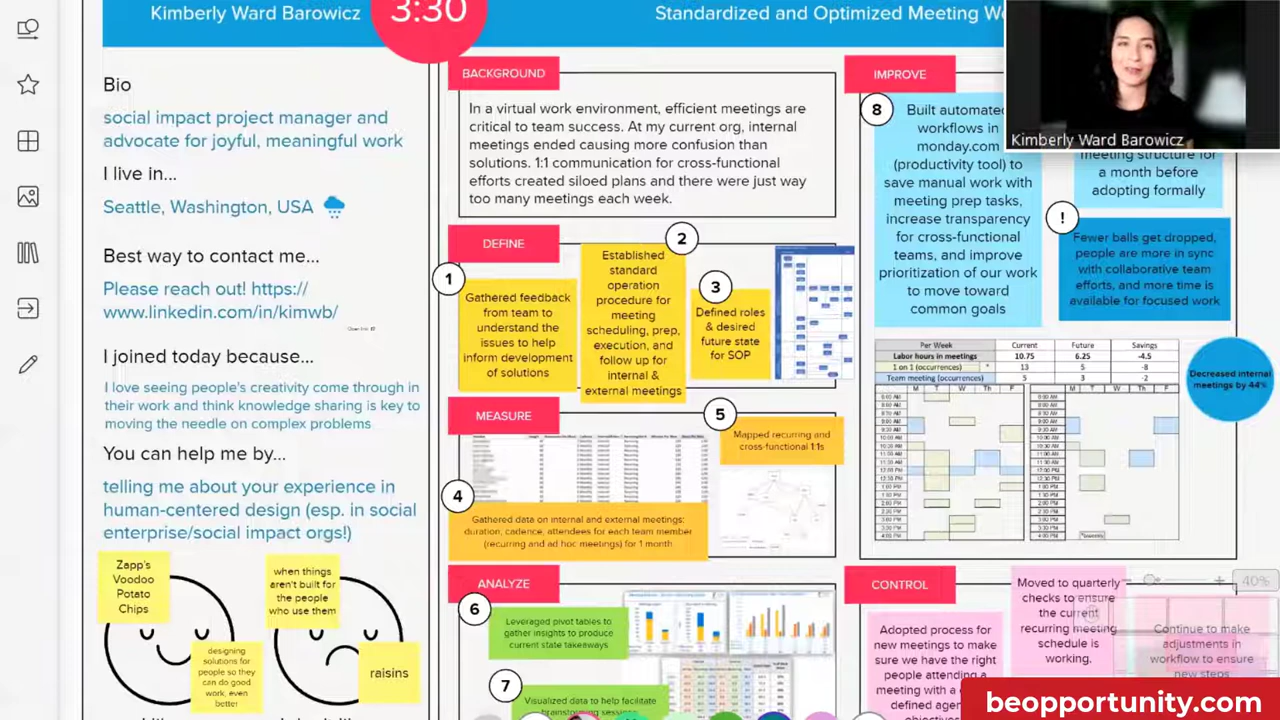 Kimberly Ward Barowicz
3:30
Standardized and Optimized Meeting
Bio
social impact project manager and
advocate for joyful, meaningful work
I live in...
Seattle, Washington, USA
Best way to contact me...
Please reach out! https://
www.linkedin.com/in/kimwb/
I joined today because...
I love seeing people's creativity come through in
their work and think knowledge sharing is key to
moving the needle on complex problems
You can help me by...
telling me about your experience in
human-centered design (esp. in social
enterprise/social impact orgs!)
Zapp's
Voodoo
Potato
Chips
designing
solutions for
people so they
can do good
work, even
better
when things
aren't built for
the people
who use them
raisins
BACKGROUND
In a virtual work environment, efficient meetings are
critical to team success. At my current org, internal
meetings ended causing more confusion than
solutions. 1:1 communication for cross-functional
efforts created siloed plans and there were just way
too many meetings each week.
DEFINE
1
Gathered feedback
from team to
understand the
issues to help
inform development
of solutions
2
Established
standard
operation
procedure for
meeting
scheduling, prep,
execution, and
follow up for
internal &
external meetings
3
Defined roles
& desired
future state
for SOP
MEASURE
4
Gathered data on internal and external meetings:
duration, cadence, attendees for each team member
(recurring and ad hoc meetings) for 1 month
5
Mapped recurring and
cross-functional 1:1s
ANALYZE
6
Leveraged pivot tables to
gather insights to produce
current state takeaways
7
Visualized data to help facilitate
brainstorming
IMPROVE
8
Built automated
workflows in
monday.com
(productivity tool) to
save manual work with
meeting prep tasks,
increase transparency
for cross-functional
teams, and improve
prioritization of our work
to move toward
common goals
Kimberly Ward Barowicz
meeting structure for
a month before
adopting formally
!
Fewer balls get dropped,
people are more in sync
with collaborative team
efforts, and more time is
available for focused work
Per Week Current Future Savings
Labor hours in meetings 10.75 6.25 -4.5
1 on 1 (occurrences) 13 5 -8
Team meeting (occurrences) 5 3 -2
Decreased internal
meetings by 44%
CONTROL
Adopted process for
new meetings to make
sure we have the right
people attending a
meeting with a
defined
Moved to quarterly
checks to ensure
the current
recurring meeting
schedule is
working.
Continue to make
adjustments in
workflow to ensure
new steps
40%
beopportunity.com